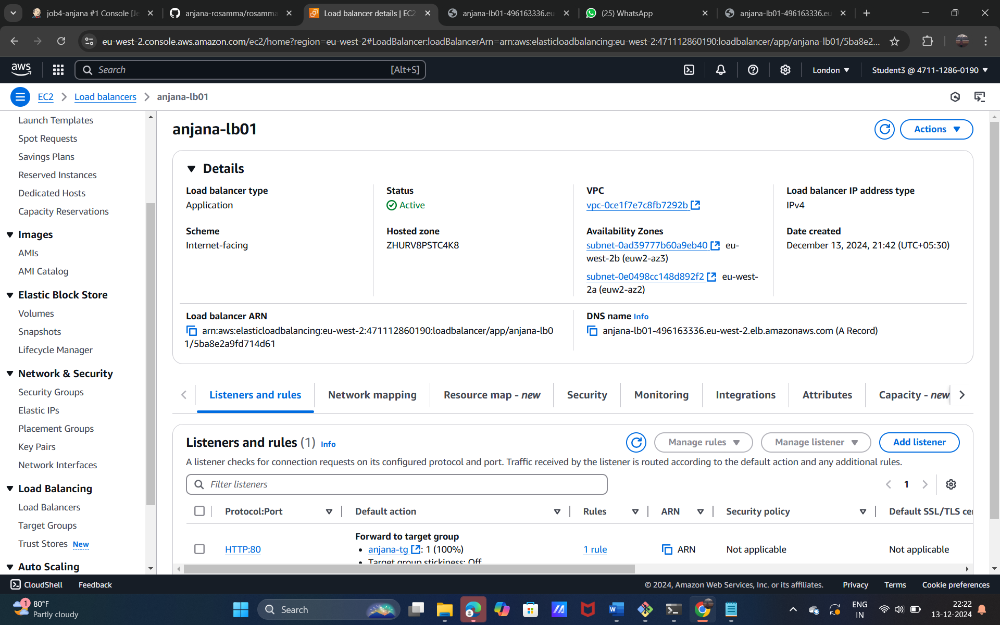 job4-anjana #1 Console [Je
anjana-rosamma/rosamma
Load balancer details | EC2
anjana-lb01-496163336.eu
(25) WhatsApp
anjana-lb01-496163336.eu
eu-west-2.console.aws.amazon.com/ec2/home?region=eu-west-2#LoadBalancer:loadBalancerArn=arn:aws:elasticloadbalancing:eu-west-2:471112860190:loadbalancer/app/anjana-lb01/5ba8e2...
aws
Search
[Alt+S]
London
Student3 @ 4711-1286-0190
EC2
Load balancers
anjana-lb01
Launch Templates
Spot Requests
Savings Plans
Reserved Instances
Dedicated Hosts
Capacity Reservations
Images
AMIs
AMI Catalog
Elastic Block Store
Volumes
Snapshots
Lifecycle Manager
Network & Security
Security Groups
Elastic IPs
Placement Groups
Key Pairs
Network Interfaces
Load Balancing
Load Balancers
Target Groups
Trust Stores New
Auto Scaling
anjana-lb01
Actions
Details
Load balancer type
Application
Status
Active
VPC
vpc-0ce1f7e7c8fb7292b
Load balancer IP address type
IPv4
Scheme
Internet-facing
Hosted zone
ZHURV8PSTC4K8
Availability Zones
subnet-0ad39777b60a9eb40 eu-
west-2b (euw2-az3)
subnet-0e0498cc148d892f2 eu-west-
2a (euw2-az2)
Date created
December 13, 2024, 21:42 (UTC+05:30)
Load balancer ARN
arn:aws:elasticloadbalancing:eu-west-2:471112860190:loadbalancer/app/anjana-lb0
1/5ba8e2a9fd714d61
DNS name Info
anjana-lb01-496163336.eu-west-2.elb.amazonaws.com (A Record)
Listeners and rules
Network mapping
Resource map - new
Security
Monitoring
Integrations
Attributes
Capacity - new
Listeners and rules (1) Info
Manage rules
Manage listener
Add listener
A listener checks for connection requests on its configured protocol and port. Traffic received by the listener is routed according to the default action and any additional rules.
Filter listeners
1
Protocol:Port
Default action
Rules
ARN
Security policy
Default SSL/TLS cer
HTTP:80
Forward to target group
• anjana-tg : 1 (100%)
• Target group stickiness: Off
1 rule
ARN
Not applicable
Not applicable
CloudShell
Feedback
© 2024, Amazon Web Services, Inc. or its affiliates.
Privacy
Terms
Cookie preferences
1
80°F
Partly cloudy
Search
ENG
IN
22:22
13-12-2024